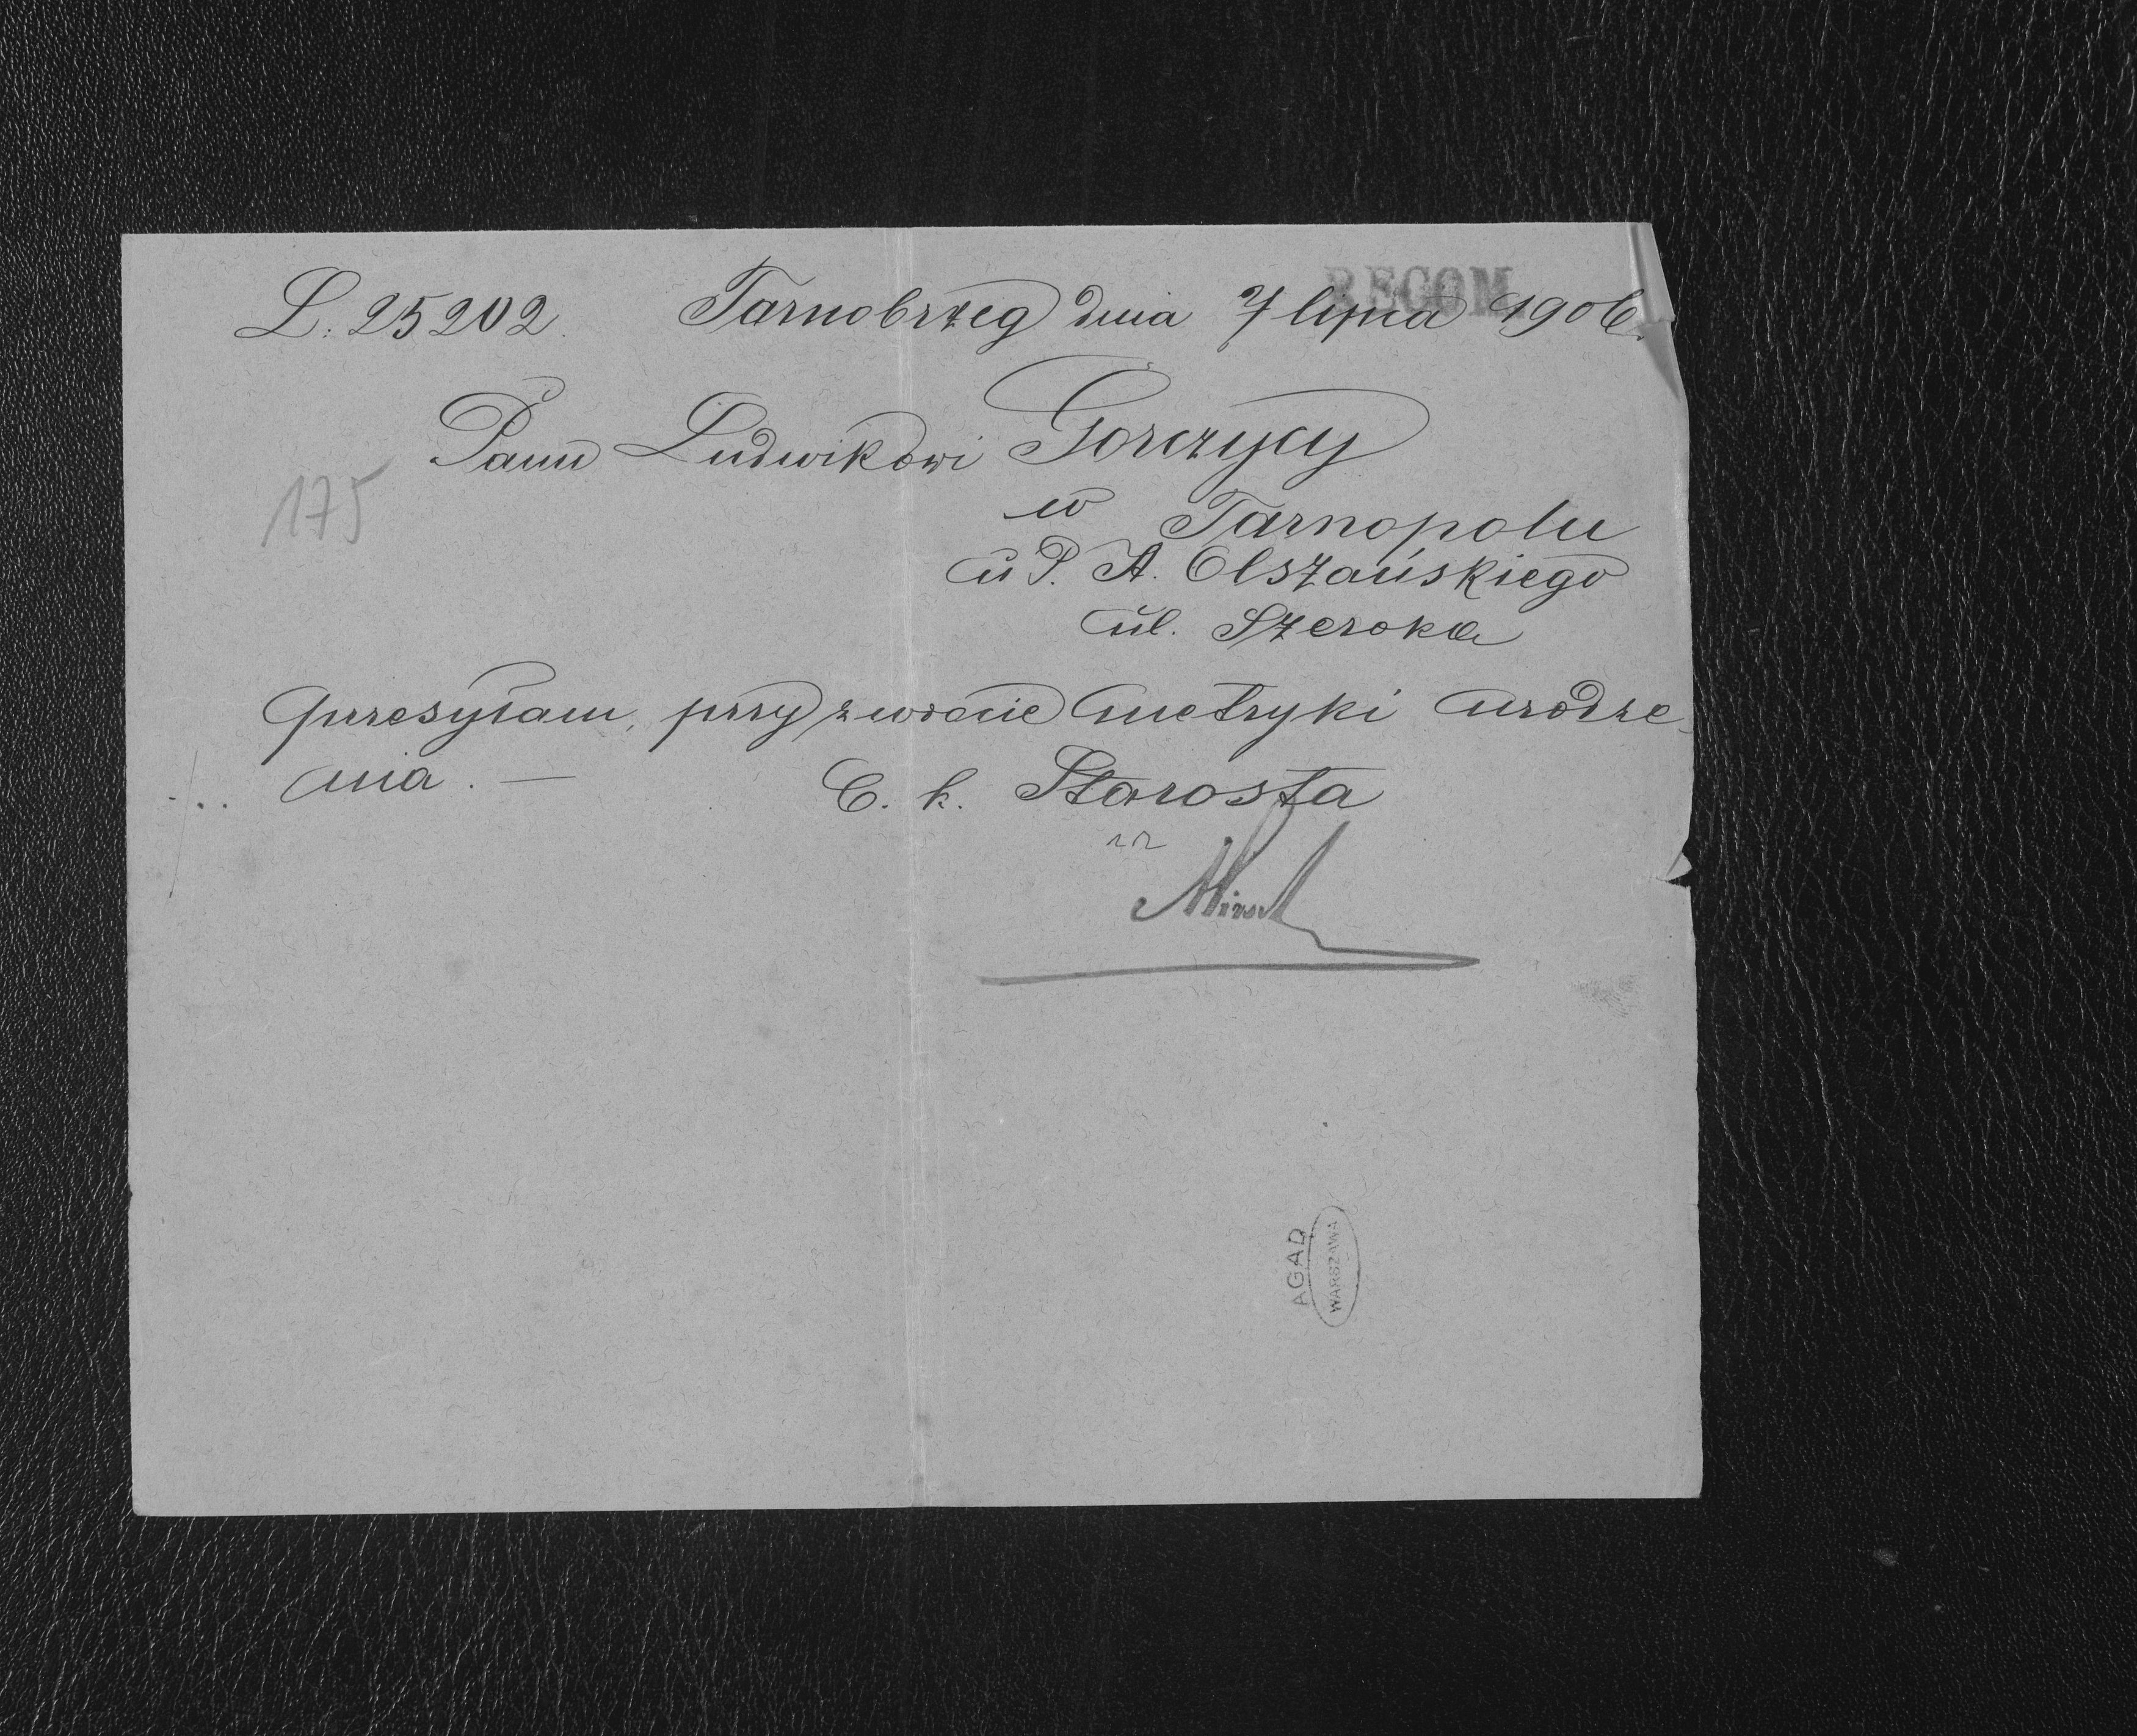 RECOM
L. 25202. Tarnobrzeg dnia 7 lipca 1906.
Panu Ludwikowi Gorczycy
175
w Tarnopolu
u P. A. Olszańskiego
ul. Szeroka
przesyłam, przy zwrocie metryki urodze-
nia. —
C. k. Starosta
AGAD
WARSZAWA